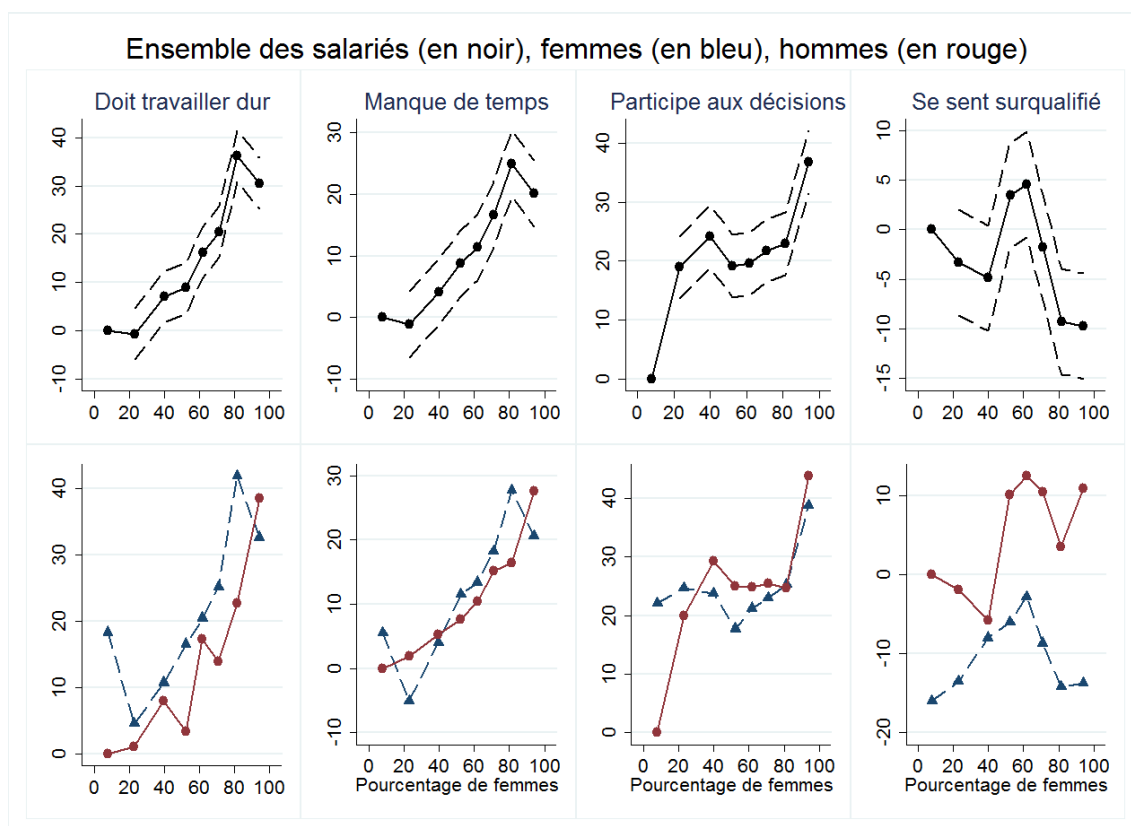 Ensemble des salariés (en noir), femmes (en bleu), hommes (en rouge)
Doit travailler dur
40
30
20
10
0
-10
0 20 40 60 80 100
Manque de temps
30
20
10
0
-10
0 20 40 60 80 100
Participe aux décisions
40
30
20
10
0
0 20 40 60 80 100
Se sent surqualifié
10
5
0
-5
-10
-15
0 20 40 60 80 100
40
30
20
10
0
0 20 40 60 80 100
30
20
10
0
-10
0 20 40 60 80 100
Pourcentage de femmes
40
30
20
10
0
0 20 40 60 80 100
Pourcentage de femmes
10
0
-10
-20
0 20 40 60 80 100
Pourcentage de femmes